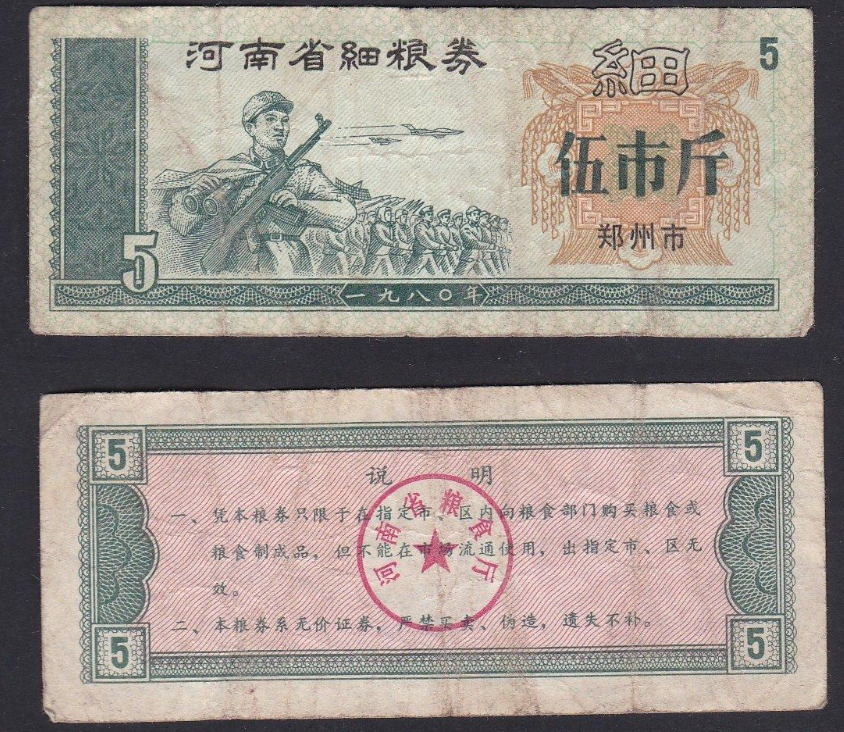 河南省細粮券
細
5
伍市斤
郑州市
5
一九八〇年
5
5
说 明
一、凭本粮券只限于在指定市、区内向粮食部门购买粮食或
粮食制成品，但不能在市场流通使用，出指定市、区无
效。
二、本粮券系无价证券，严禁买卖、伪造，遗失不补。
河南省粮食厅
5
5